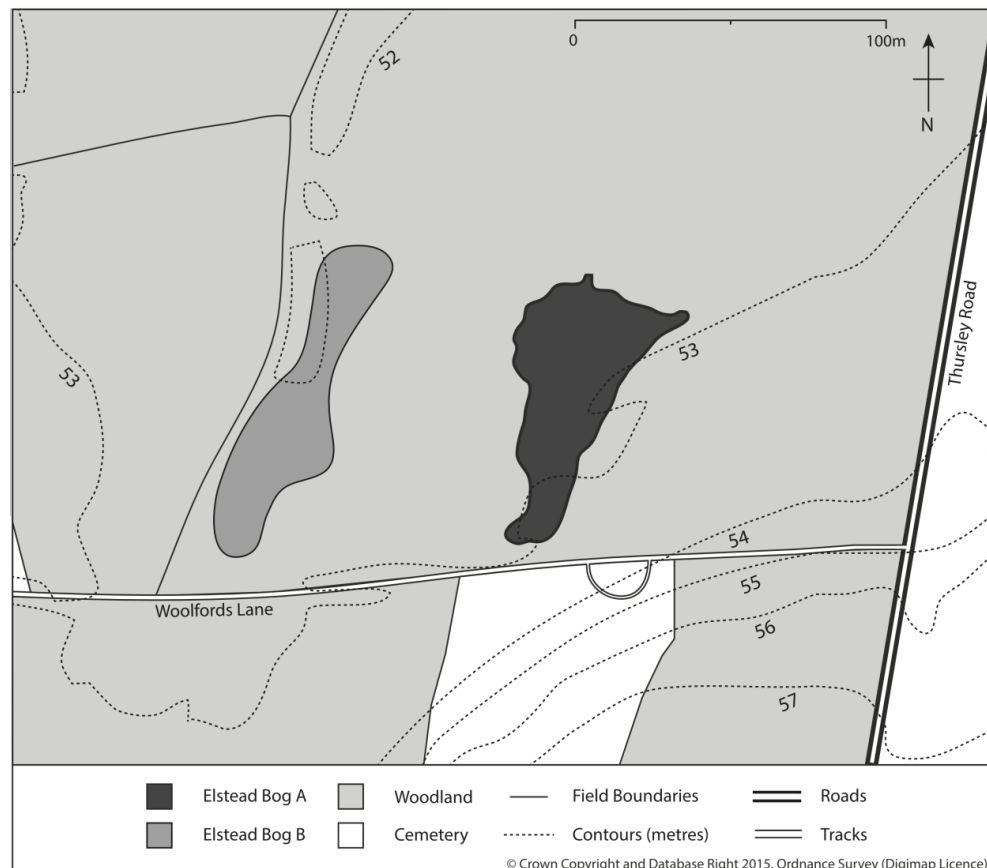 52
0 100m
N
53
Thursley Road
53
54
55
Woolfords Lane
56
57
Elstead Bog A
Woodland
Field Boundaries
Roads
Elstead Bog B
Cemetery
Contours (metres)
Tracks
© Crown Copyright and Database Right 2015. Ordnance Survey (Digimap Licence)